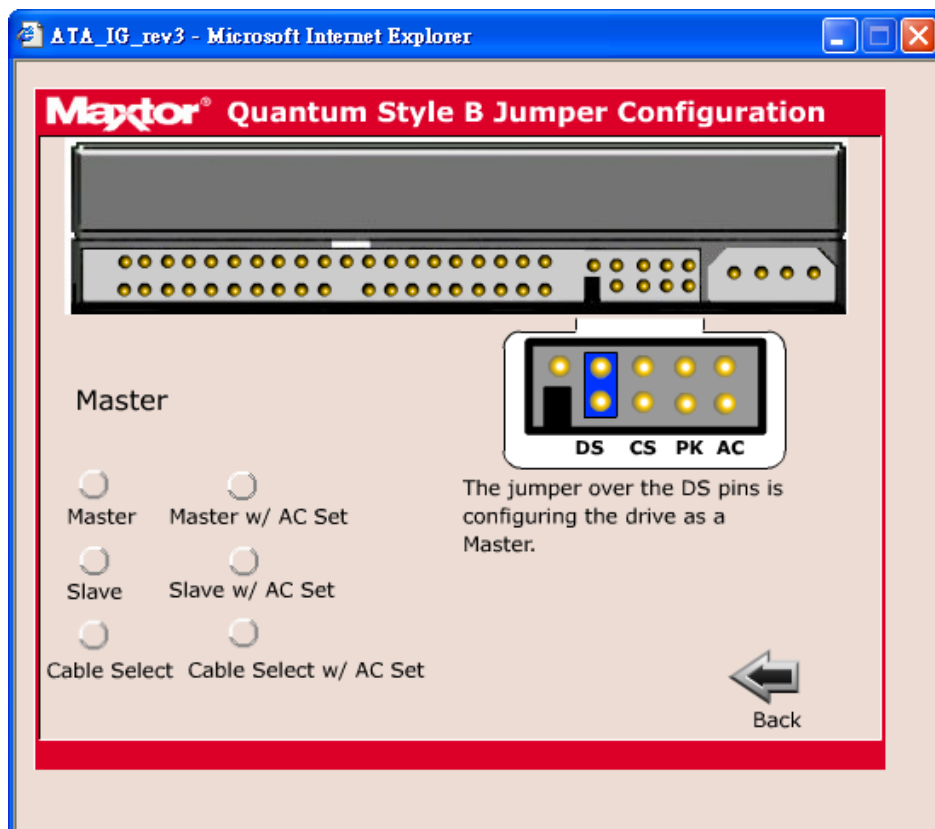 ATA_IG_rev3 - Microsoft Internet Explorer
Maxtor® Quantum Style B Jumper Configuration
Master
DS CS PK AC
The jumper over the DS pins is
configuring the drive as a
Master.
Master Master w/ AC Set
Slave Slave w/ AC Set
Cable Select Cable Select w/ AC Set
Back